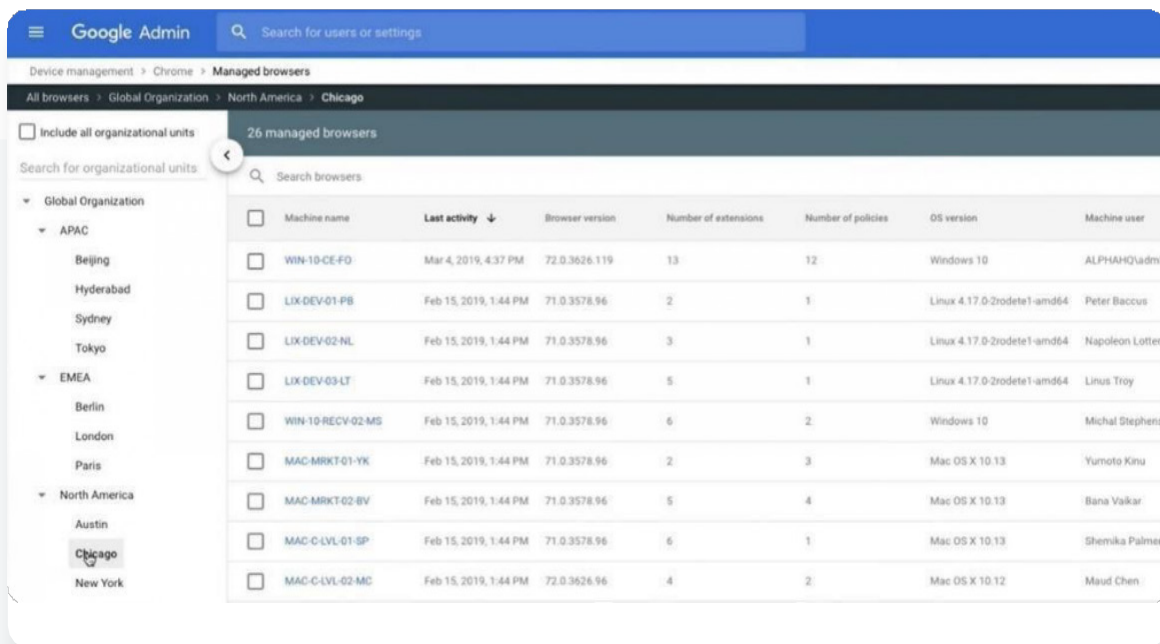 Google Admin Search for users or settings
Device management > Chrome > Managed browsers
All browsers > Global Organization > North America > Chicago
Include all organizational units
Search for organizational units
Global Organization
APAC
Beijing
Hyderabad
Sydney
Tokyo
EMEA
Berlin
London
Paris
North America
Austin
Chicago
New York
26 managed browsers
Search browsers
Machine name Last activity Browser version Number of extensions Number of policies OS version Machine user
WIN-10-CE-FO Mar 4, 2019, 4:37 PM 72.0.3626.119 13 12 Windows 10 ALPHAHQ\admi
LIX-DEV-01-PB Feb 15, 2019, 1:44 PM 71.0.3578.96 2 1 Linux 4.17.0-2rodete1-amd64 Peter Baccus
LIX-DEV-02-NL Feb 15, 2019, 1:44 PM 71.0.3578.96 3 1 Linux 4.17.0-2rodete1-amd64 Napoleon Lotter
LIX-DEV-03-LT Feb 15, 2019, 1:44 PM 71.0.3578.96 5 1 Linux 4.17.0-2rodete1-amd64 Linus Troy
WIN-10-RECV-02-MS Feb 15, 2019, 1:44 PM 71.0.3578.96 6 2 Windows 10 Michal Stephens
MAC-MRKT-01-YK Feb 15, 2019, 1:44 PM 71.0.3578.96 2 3 Mac OS X 10.13 Yumoto Kinu
MAC-MRKT-02-BV Feb 15, 2019, 1:44 PM 71.0.3578.96 5 4 Mac OS X 10.13 Bana Vaikar
MAC-C-LVL-01-SP Feb 15, 2019, 1:44 PM 71.0.3578.96 6 1 Mac OS X 10.13 Shemika Palmer
MAC-C-LVL-02-MC Feb 15, 2019, 1:44 PM 72.0.3626.96 4 2 Mac OS X 10.12 Maud Chen